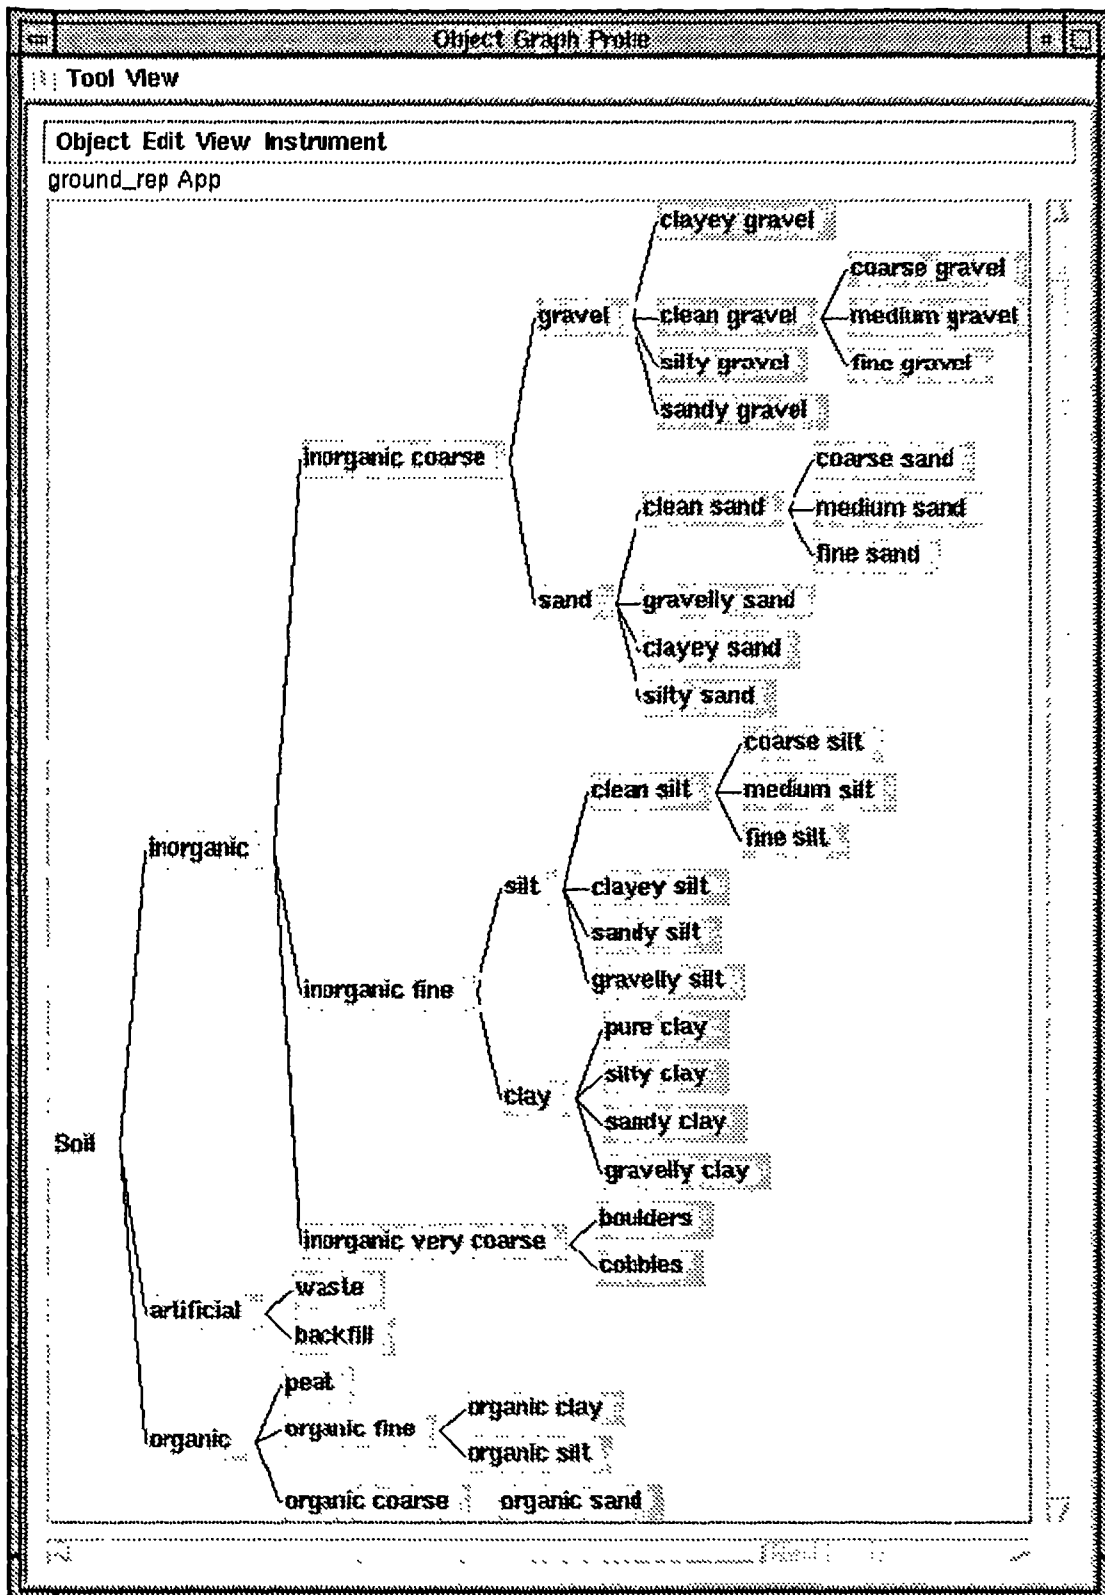 Object Graph Probe
Tool View
Object Edit View Instrument
ground_rep App
clayey gravel
coarse gravel
gravel clean gravel medium gravel
silty gravel fine gravel
sandy gravel
inorganic coarse coarse sand
clean sand medium sand
fine sand
sand gravelly sand
clayey sand
silty sand
coarse silt
clean silt medium silt
fine silt
inorganic
silt clayey silt
sandy silt
inorganic fine gravelly silt
pure clay
silty clay
clay
sandy clay
Soil
gravelly clay
boulders
inorganic very coarse
cobbles
waste
artificial
backfill
peat
organic clay
organic fine
organic
organic silt
organic coarse organic sand